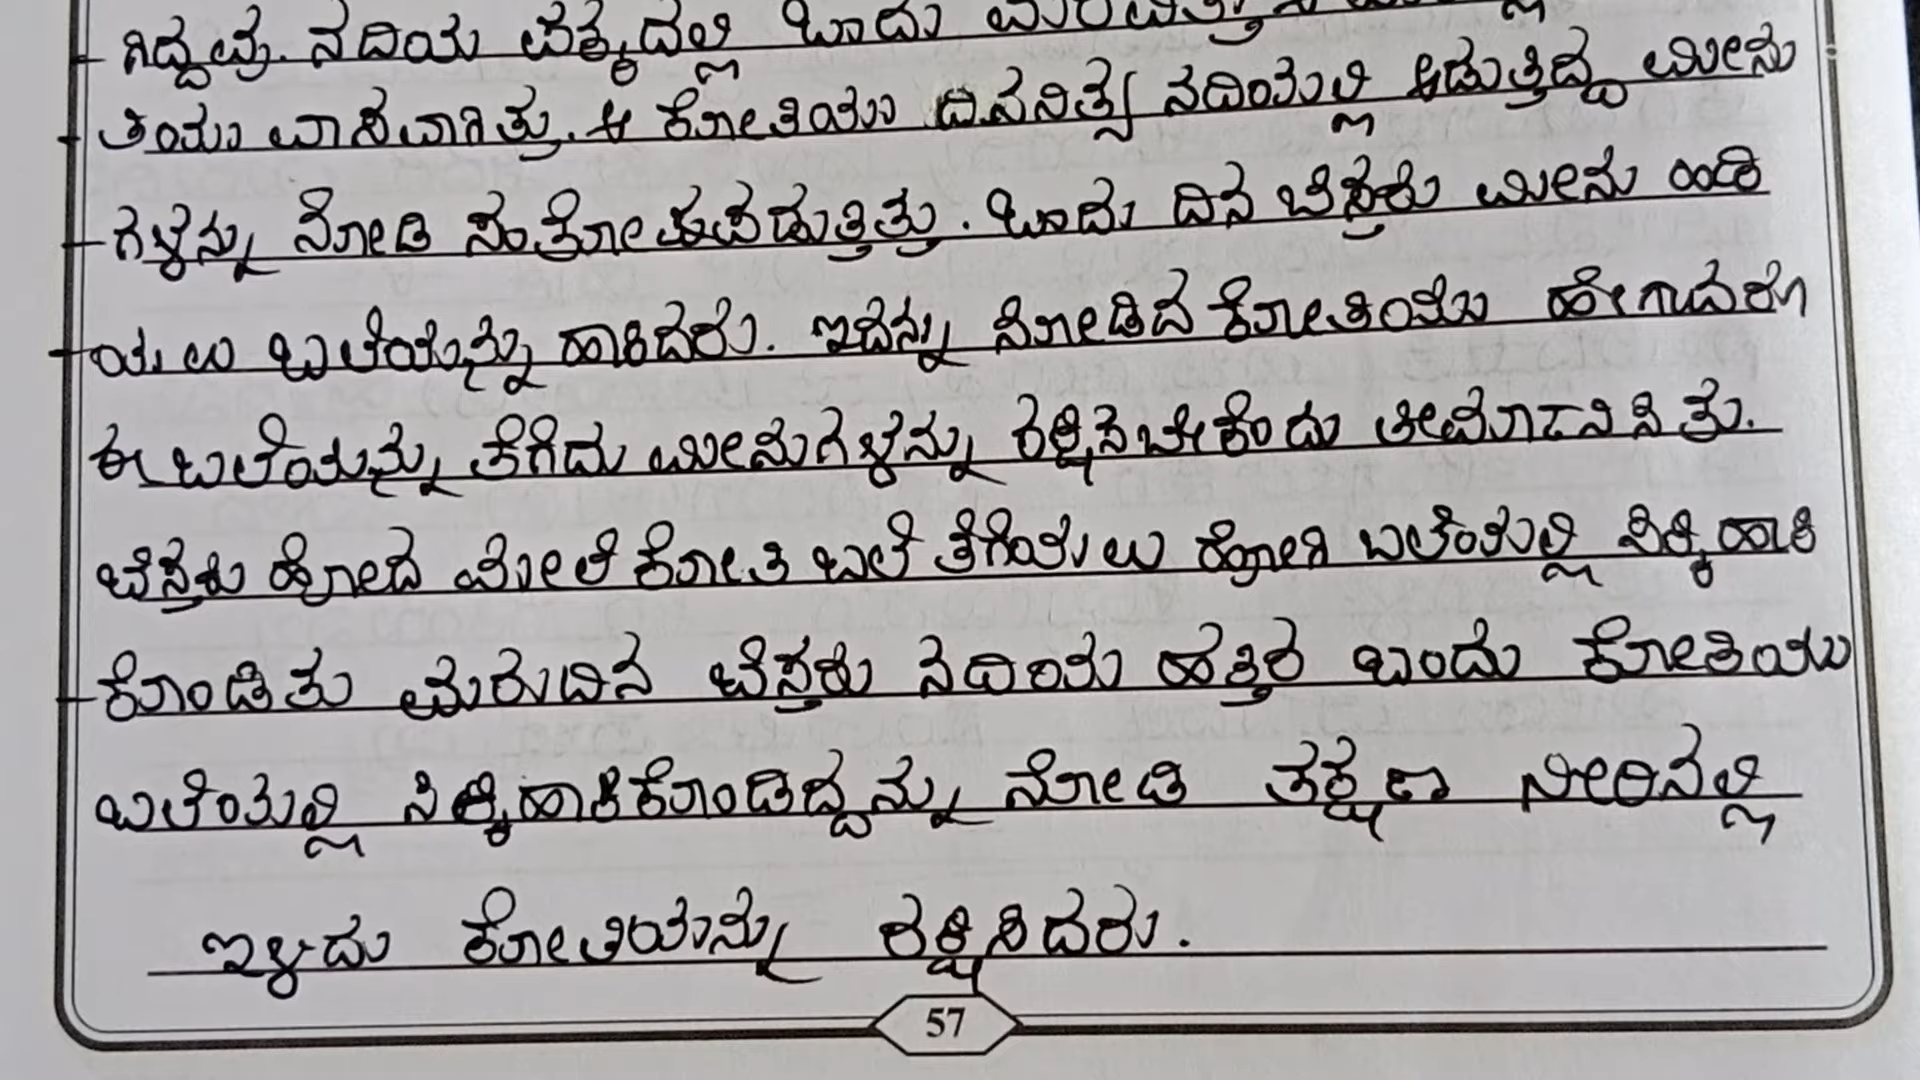 ಗಿದ್ದವು. ನದಿಯ ಪಕ್ಕದಲ್ಲಿ ಒಂದು
ತಿಯು ವಾಸವಾಗಿತ್ತು. ಆ ಕೋತಿಯು ದಿನನಿತ್ಯ ನದಿಯಲ್ಲಿ ಆಡುತ್ತಿದ್ದ ಮೀನು
ಗಳನ್ನು ನೋಡಿ ಸಂತೋಷಪಡುತ್ತಿತ್ತು. ಒಂದು ದಿನ ಬೆಸ್ತರು ಮೀನು ಹಿಡಿ
ಯಲು ಬಲೆಯನ್ನು ಹಾಕಿದರು. ಇದನ್ನು ನೋಡಿದ ಕೋತಿಯು ಹೇಗಾದರೂ
ಈ ಬಲೆಯನ್ನು ತೆಗೆದು ಮೀನುಗಳನ್ನು ರಕ್ಷಿಸಬೇಕೆಂದು ತೀರ್ಮಾನಿಸಿತು.
ಬೆಸ್ತರು ಹೋದ ಮೇಲೆ ಕೋತಿ ಬಲೆ ತೆಗೆಯಲು ಹೋಗಿ ಬಲೆಯಲ್ಲಿ ಸಿಕ್ಕಿಹಾಕಿ
ಕೊಂಡಿತು ಮರುದಿನ ಬೆಸ್ತರು ನದಿಯ ಹತ್ತಿರ ಬಂದು ಕೋತಿಯು
ಬಲೆಯಲ್ಲಿ ಸಿಕ್ಕಿಹಾಕಿಕೊಂಡಿದ್ದನ್ನು ನೋಡಿ ತಕ್ಷಣ ನೀರಿನಲ್ಲಿ
ಇಳಿದು ಕೋತಿಯನ್ನು ರಕ್ಷಿಸಿದರು.
57